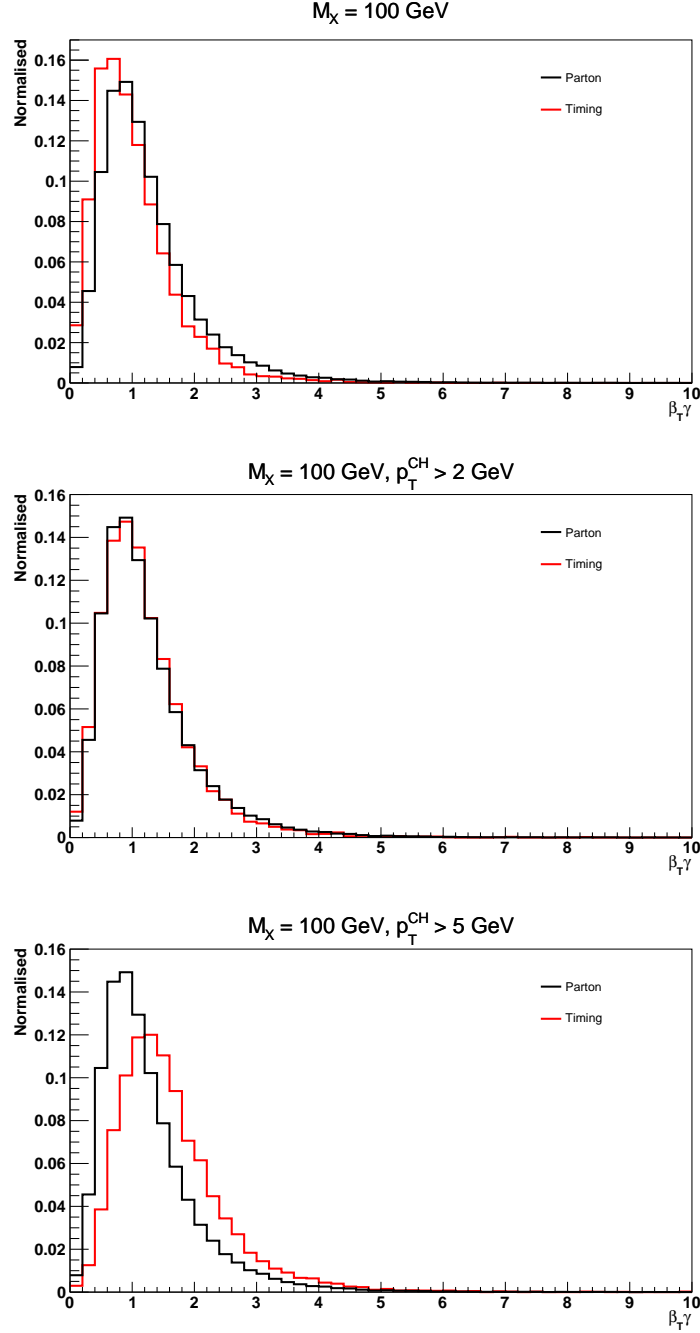 M_X = 100 GeV
Normalised
0.16
0.14
0.12
0.1
0.08
0.06
0.04
0.02
0
Parton
Timing
0 1 2 3 4 5 6 7 8 9 10
β_Tγ
M_X = 100 GeV, p_T^CH > 2 GeV
Normalised
0.16
0.14
0.12
0.1
0.08
0.06
0.04
0.02
0
Parton
Timing
0 1 2 3 4 5 6 7 8 9 10
β_Tγ
M_X = 100 GeV, p_T^CH > 5 GeV
Normalised
0.16
0.14
0.12
0.1
0.08
0.06
0.04
0.02
0
Parton
Timing
0 1 2 3 4 5 6 7 8 9 10
β_Tγ